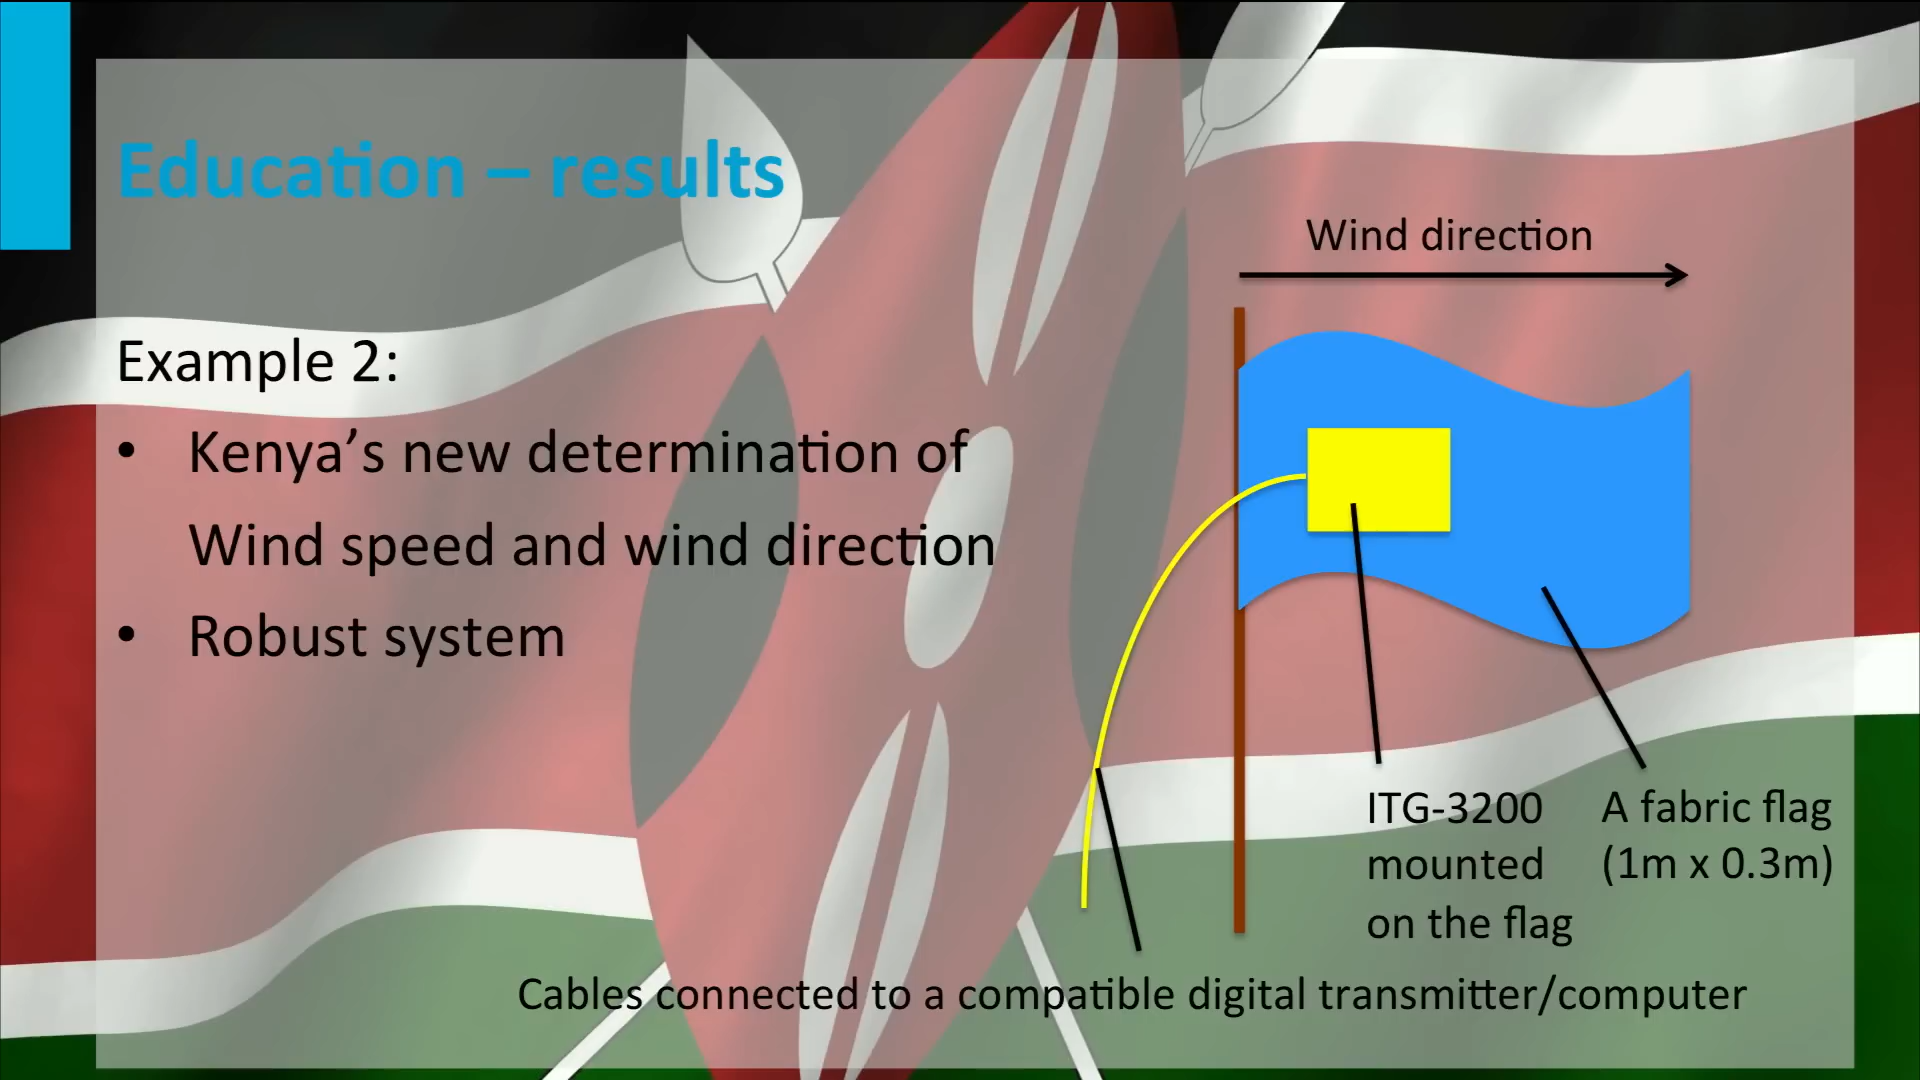 Education – results
Example 2:
• Kenya’s new determination of
Wind speed and wind direction
• Robust system
Wind direction
ITG-3200
mounted
on the flag
A fabric flag
(1m x 0.3m)
Cables connected to a compatible digital transmitter/computer